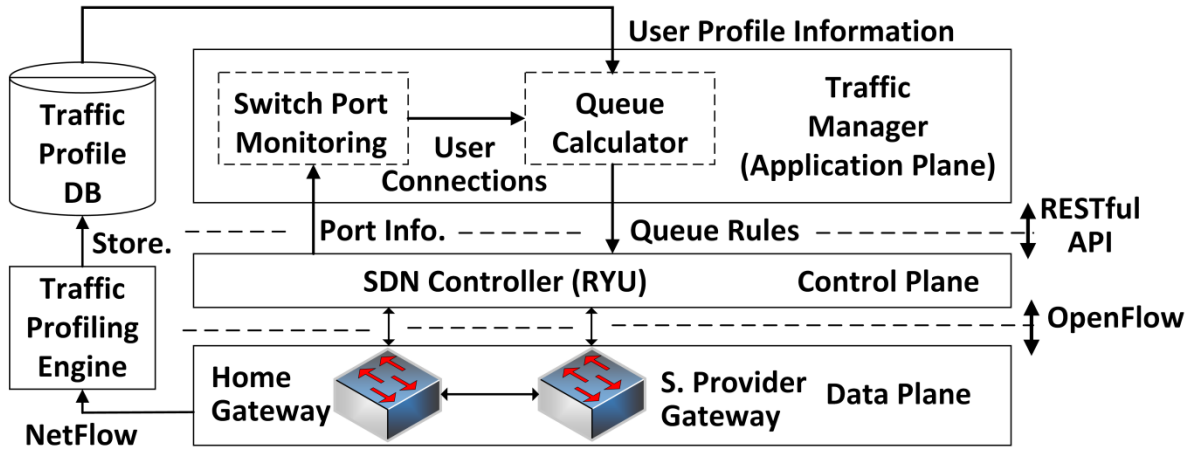 User Profile Information
Traffic
Profile
DB
Switch Port
Monitoring
User
Connections
Queue
Calculator
Traffic
Manager
(Application Plane)
Store.
Port Info.
Queue Rules
RESTful
API
Traffic
Profiling
Engine
SDN Controller (RYU)
Control Plane
OpenFlow
Home
Gateway
S. Provider
Gateway
Data Plane
NetFlow